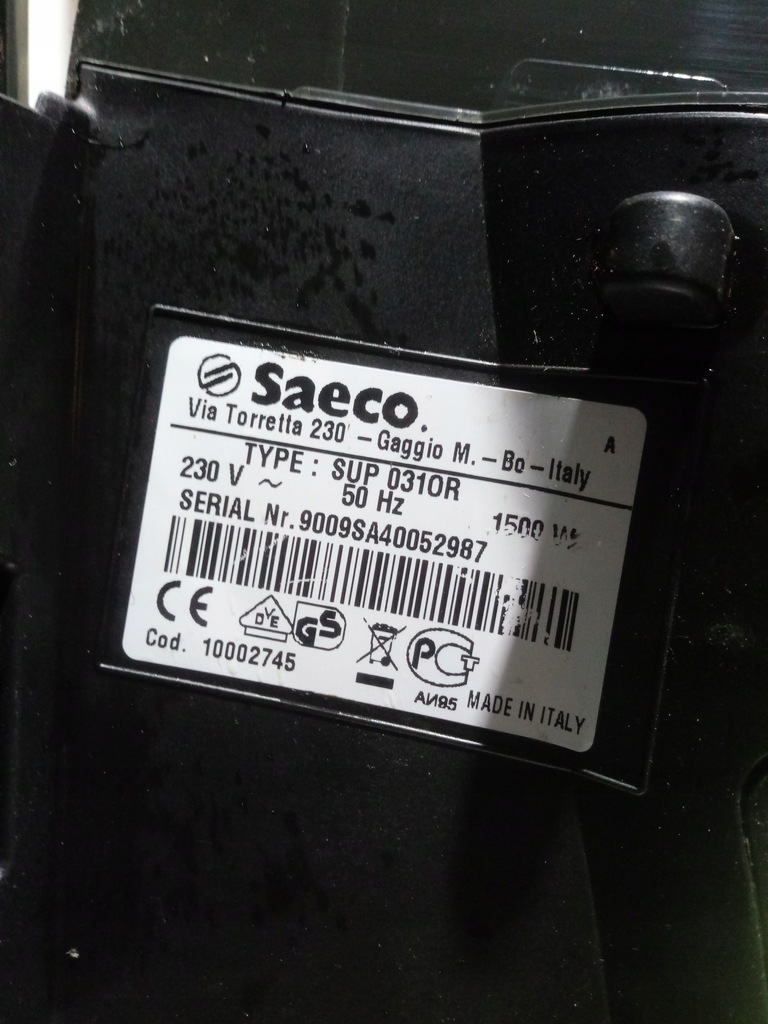 Saeco.
Via Torretta 230 - Gaggio M. - Bo - Italy
A
TYPE : SUP 031OR
230 V ~ 50 Hz 1500 W
SERIAL Nr. 9009SA40052987
CE DVE GS PCT
АИ95
Cod. 10002745
MADE IN ITALY